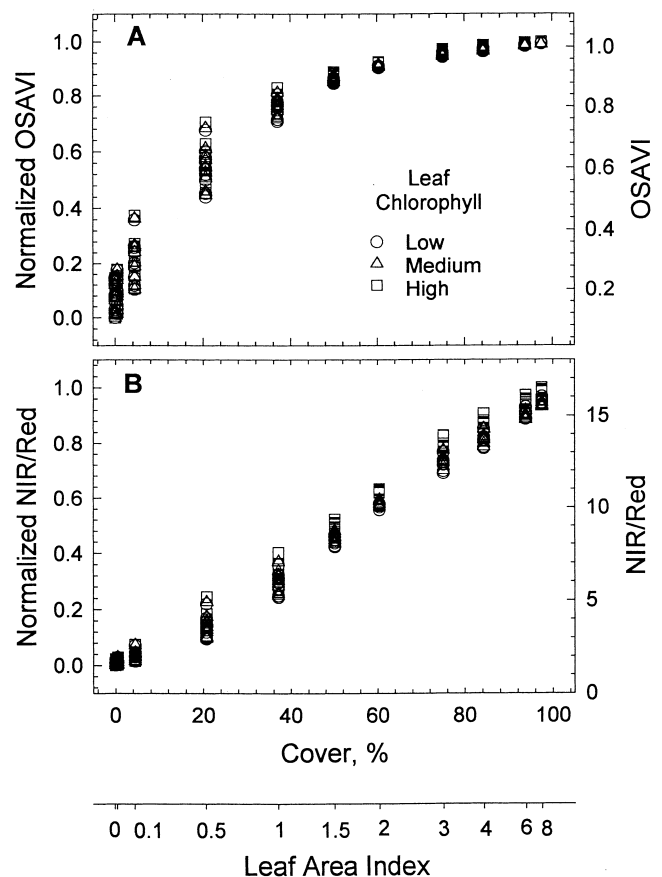 A
Normalized OSAVI
1.0
0.8
0.6
0.4
0.2
0.0
OSAVI
1.0
0.8
0.6
0.4
0.2
Leaf
Chlorophyll
Low
Medium
High
B
Normalized NIR/Red
1.0
0.8
0.6
0.4
0.2
0.0
NIR/Red
15
10
5
0
0 20 40 60 80 100
Cover, %
0 0.1 0.5 1 1.5 2 3 4 6 8
Leaf Area Index